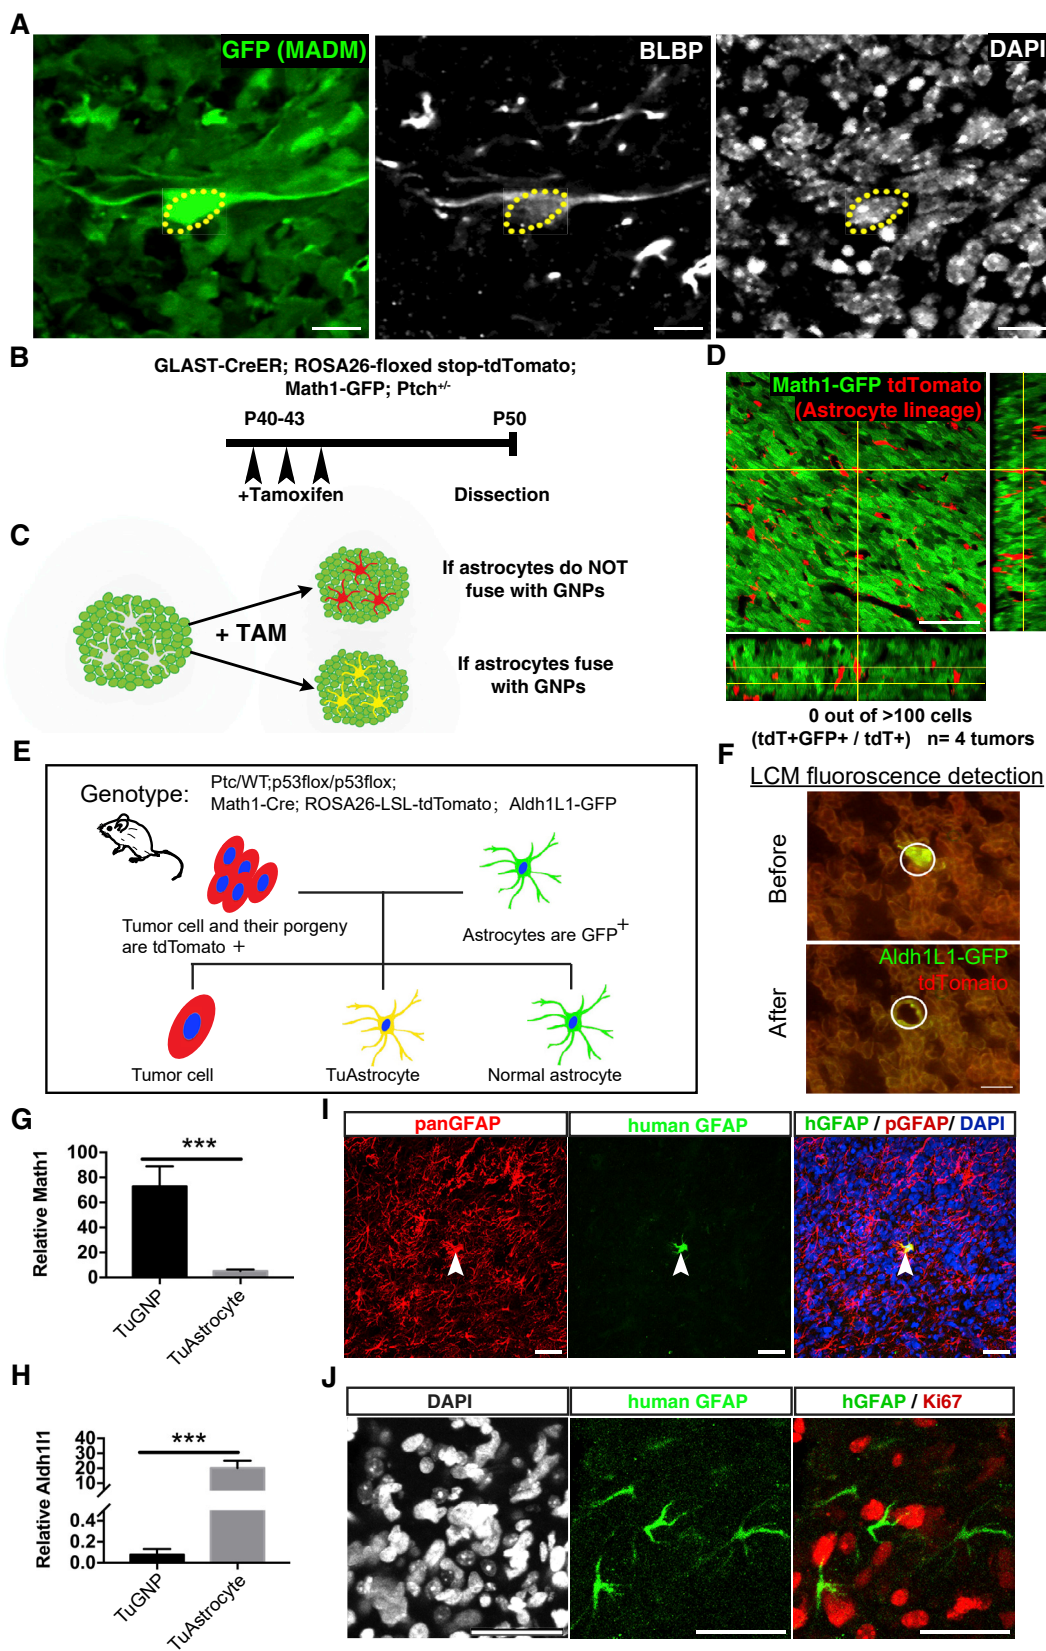 A
GFP (MADM)
BLBP
DAPI
B
GLAST-CreER; ROSA26-floxed stop-tdTomato;
Math1-GFP; Ptch+/-
P40-43
P50
+Tamoxifen
Dissection
C
+ TAM
If astrocytes do NOT
fuse with GNPs
If astrocytes fuse
with GNPs
D
Math1-GFP tdTomato
(Astrocyte lineage)
0 out of >100 cells
(tdT+GFP+ / tdT+) n= 4 tumors
E
Genotype:
Ptc/WT;p53flox/p53flox;
Math1-Cre; ROSA26-LSL-tdTomato; Aldh1L1-GFP
Tumor cell and their porgeny
are tdTomato +
Astrocytes are GFP+
Tumor cell
TuAstrocyte
Normal astrocyte
F
LCM fluoroscence detection
Before
After
Aldh1L1-GFP
tdTomato
G
***
Relative Math1
100
80
60
40
20
0
TuGNP
TuAstrocyte
H
***
Relative Aldh1l1
40
30
20
10
0.4
0.2
0.0
TuGNP
TuAstrocyte
I
panGFAP
human GFAP
hGFAP / pGFAP/ DAPI
J
DAPI
human GFAP
hGFAP / Ki67